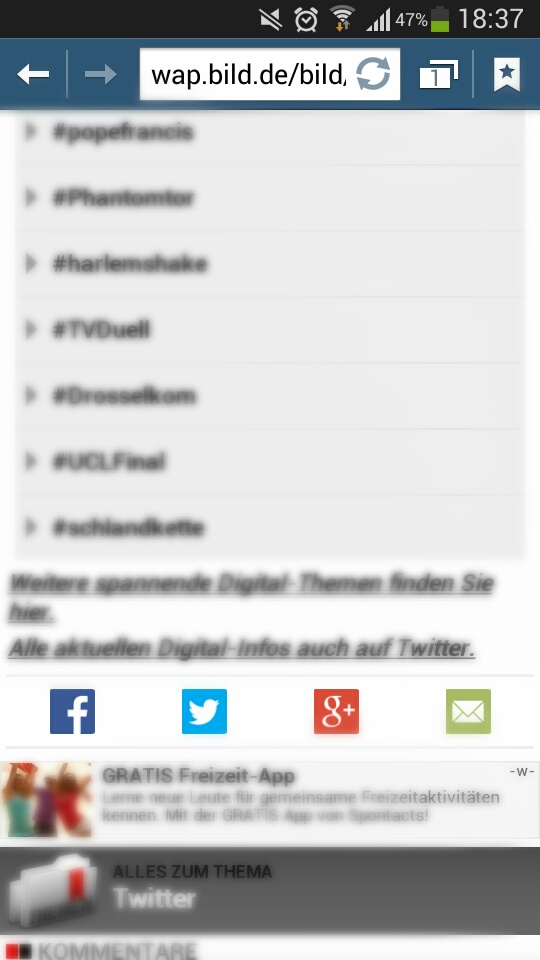 47% 18:37
wap.bild.de/bild/
1
#popefrancis
#Phantomtor
#harlemshake
#TVDuell
#Drosselkom
#UCLFinal
#schlandkette
Weitere spannende Digital-Themen finden Sie
hier.
Alle aktuellen Digital-Infos auch auf Twitter.
f g+
GRATIS Freizeit-App -w-
Lerne neue Leute für gemeinsame Freizeitaktivitäten
kennen. Mit der GRATIS App von Spontacts!
ALLES ZUM THEMA
Twitter
KOMMENTARE